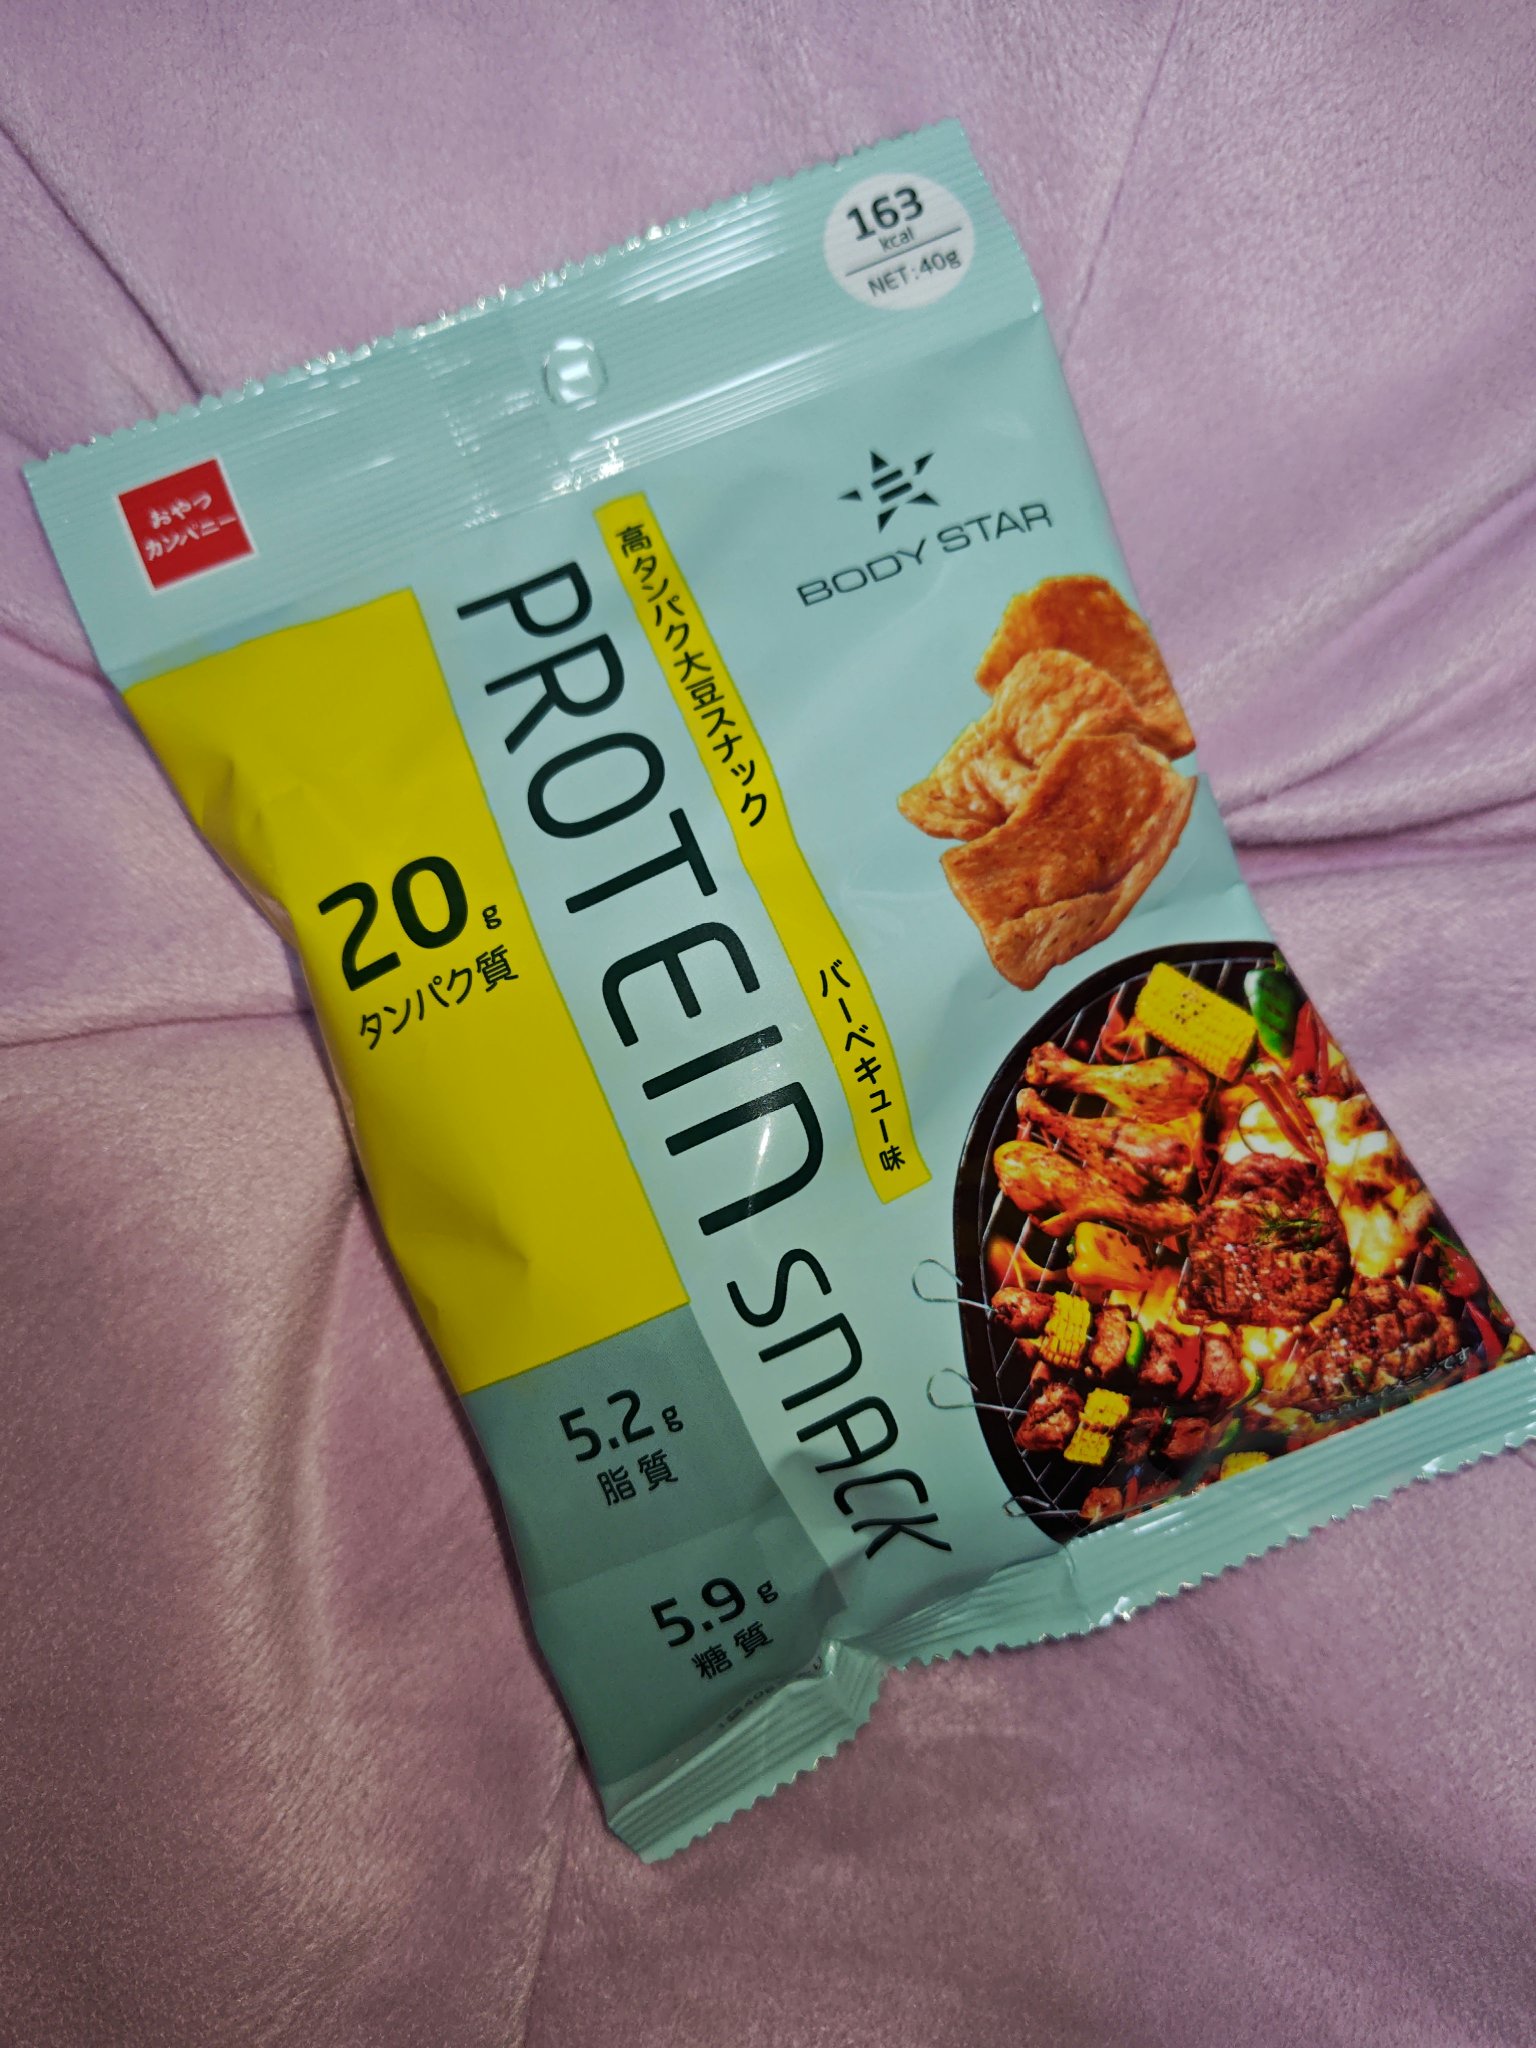 163
kcal
NET:40g
おやつ
カンパニー
BODY STAR
高タンパク大豆スナック
バーベキュー味
PROTEIN SNACK
20g
タンパク質
5.2g
脂質
5.9g
糖質